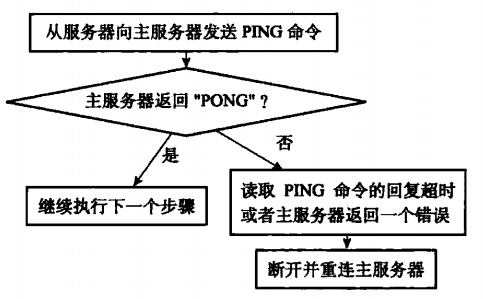 从服务器向主服务器发送 PING 命令
主服务器返回 "PONG" ?
是
否
继续执行下一个步骤
读取 PING 命令的回复超时
或者主服务器返回一个错误
断开并重连主服务器